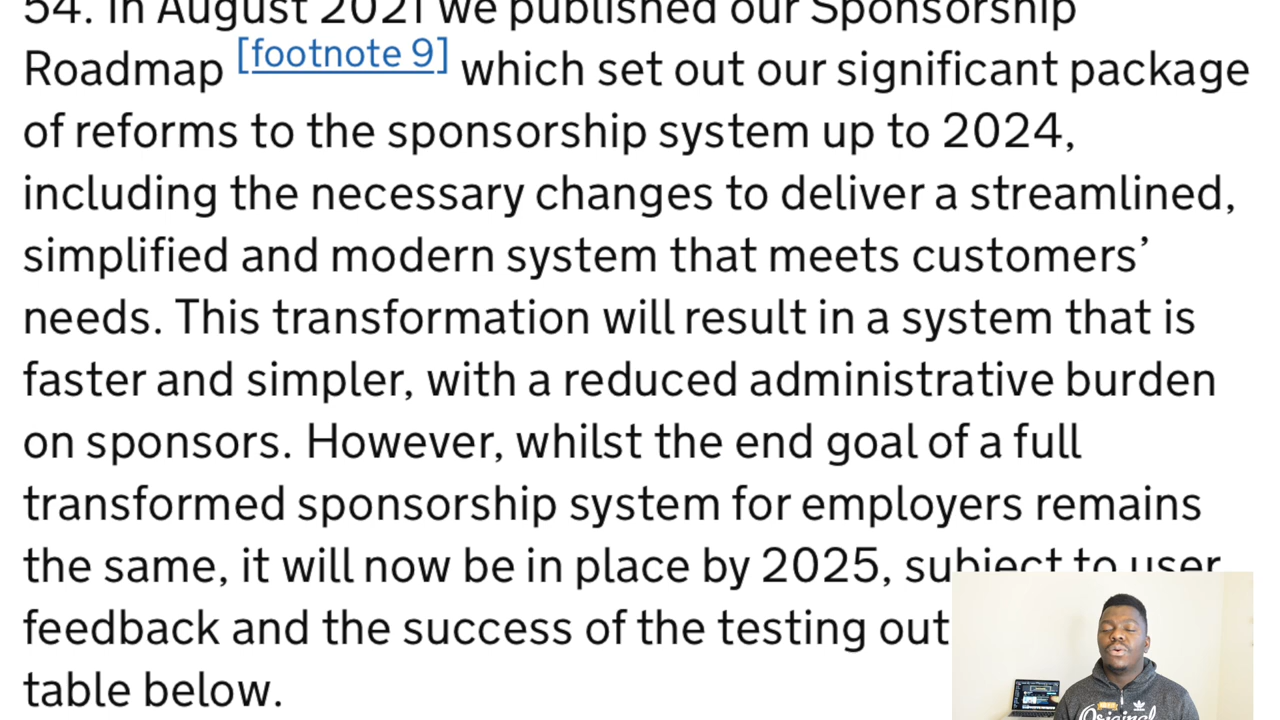 54. In August 2021 we published our Sponsorship
Roadmap [footnote 9] which set out our significant package
of reforms to the sponsorship system up to 2024,
including the necessary changes to deliver a streamlined,
simplified and modern system that meets customers’
needs. This transformation will result in a system that is
faster and simpler, with a reduced administrative burden
on sponsors. However, whilst the end goal of a full
transformed sponsorship system for employers remains
the same, it will now be in place by 2025, subject to user
feedback and the success of the testing out
table below.
Original